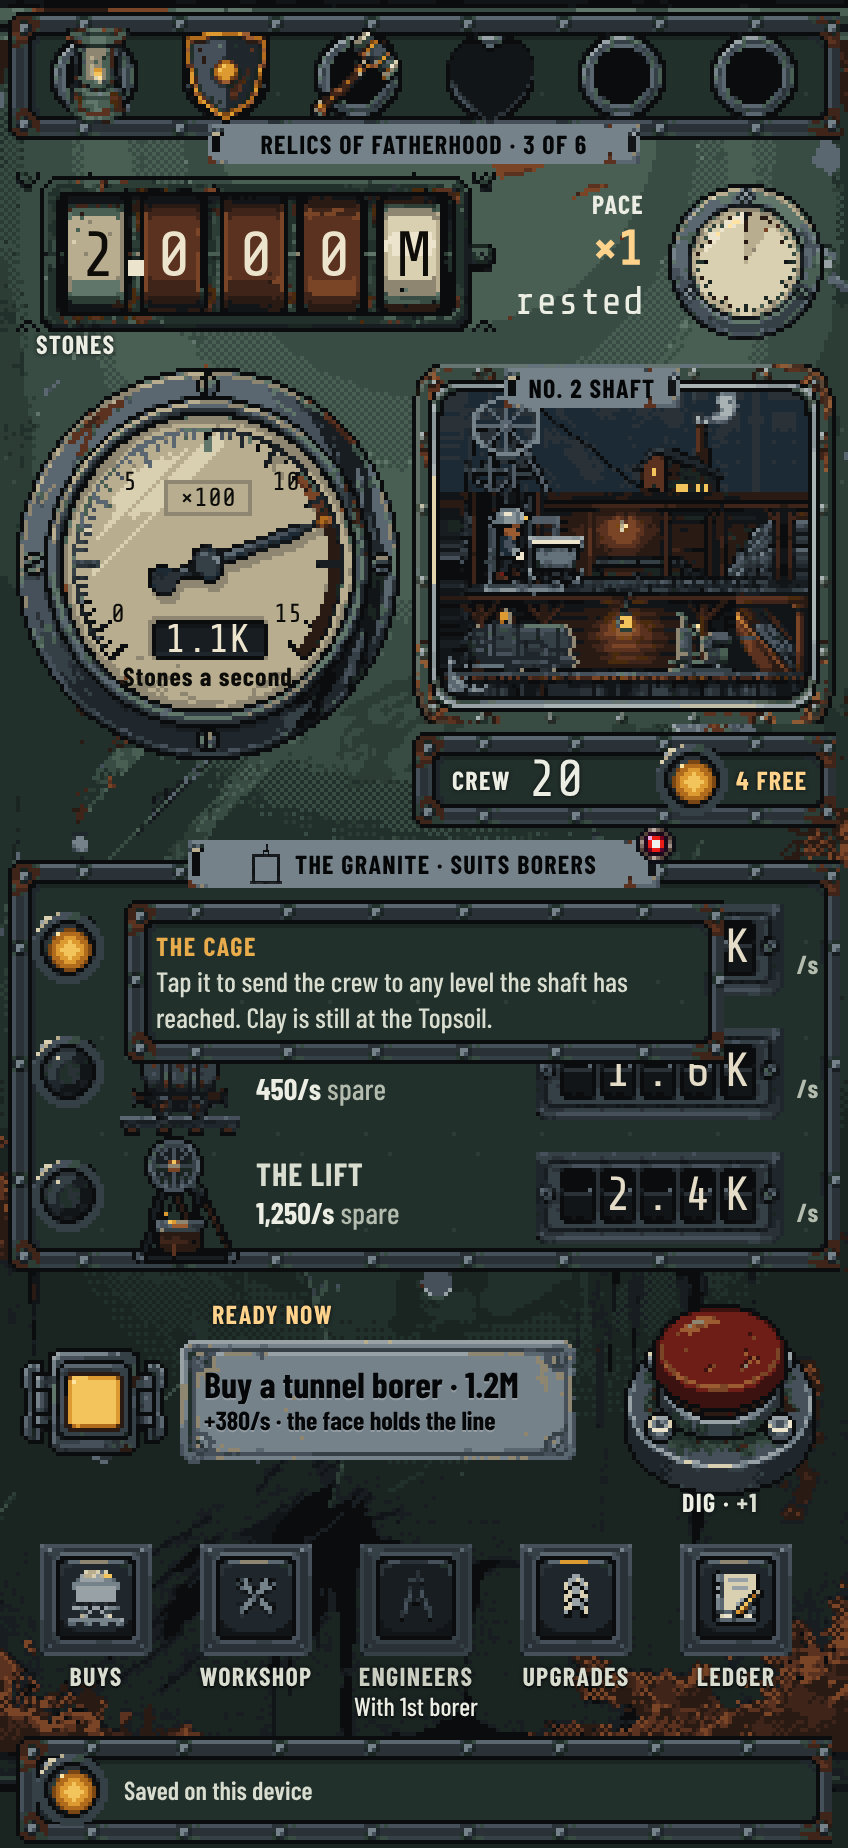 RELICS OF FATHERHOOD · 3 OF 6
2.000M
STONES
PACE
×1
rested
5
×100
10
0
15
1.1K
Stones a second
NO. 2 SHAFT
CREW 20
4 FREE
THE GRANITE · SUITS BORERS
THE CAGE
Tap it to send the crew to any level the shaft has
reached. Clay is still at the Topsoil.
K /s
450/s spare
1.6K /s
THE LIFT
1,250/s spare
2.4K /s
READY NOW
Buy a tunnel borer · 1.2M
+380/s · the face holds the line
DIG · +1
BUYS
WORKSHOP
ENGINEERS
With 1st borer
UPGRADES
LEDGER
Saved on this device